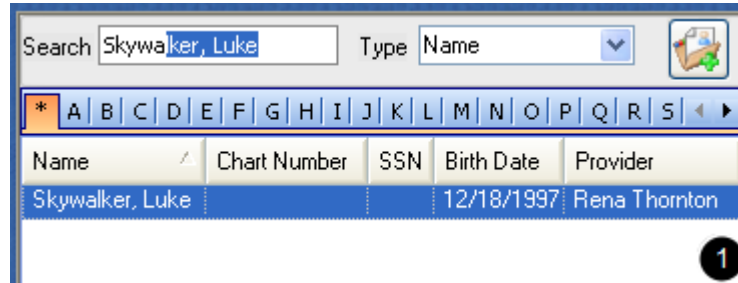 Search Skywalker, Luke Type Name
* A B C D E F G H I J K L M N O P Q R S
Name Chart Number SSN Birth Date Provider
Skywalker, Luke 12/18/1997 Rena Thornton
1